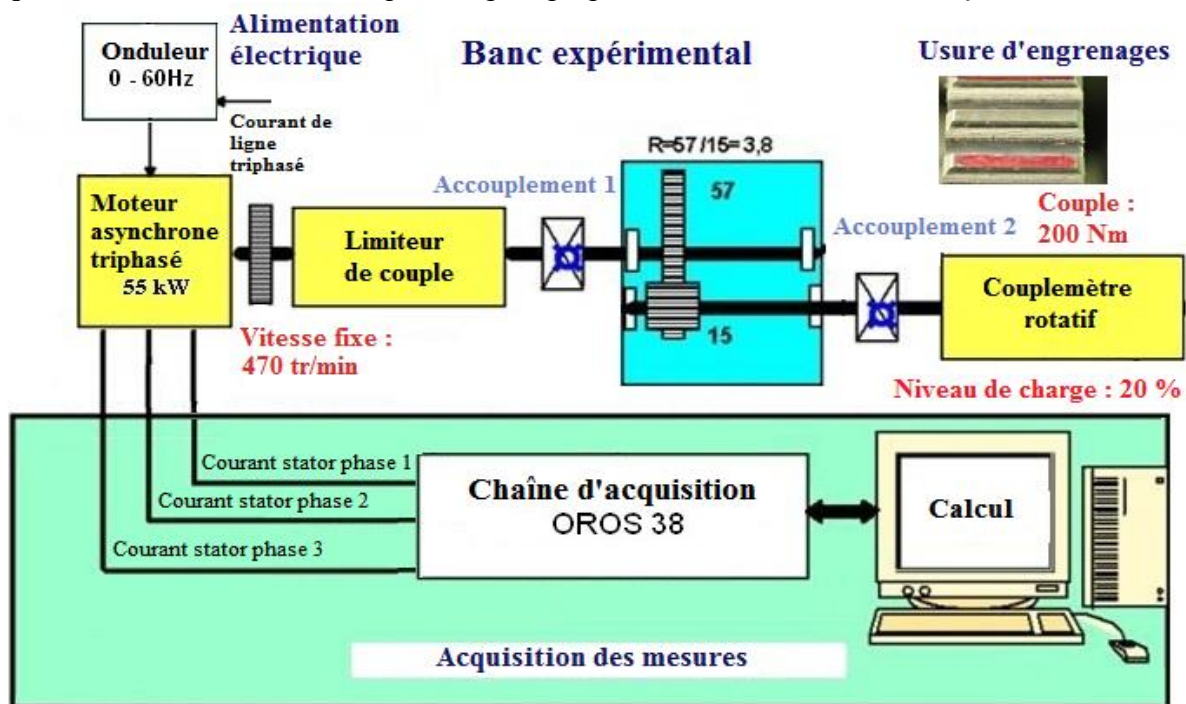 Onduleur
0 - 60Hz
Alimentation
électrique
Courant de
ligne
triphasé
Banc expérimental
Usure d'engrenages
Moteur
asynchrone
triphasé
55 kW
Vitesse fixe :
470 tr/min
Limiteur
de couple
Accouplement 1
R=57/15=3,8
57
15
Accouplement 2
Couple :
200 Nm
Couplemètre
rotatif
Niveau de charge : 20 %
Courant stator phase 1
Courant stator phase 2
Courant stator phase 3
Chaîne d'acquisition
OROS 38
Calcul
Acquisition des mesures